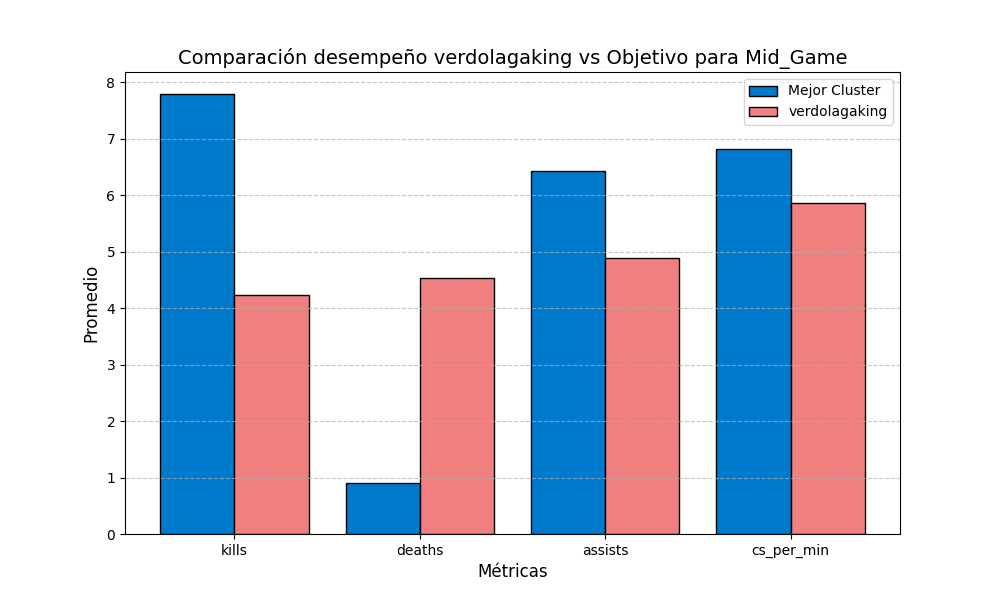 Comparación desempeño verdolagaking vs Objetivo para Mid_Game
Mejor Cluster
verdolagaking
Promedio
8
7
6
5
4
3
2
1
0
kills
deaths
assists
cs_per_min
Métricas